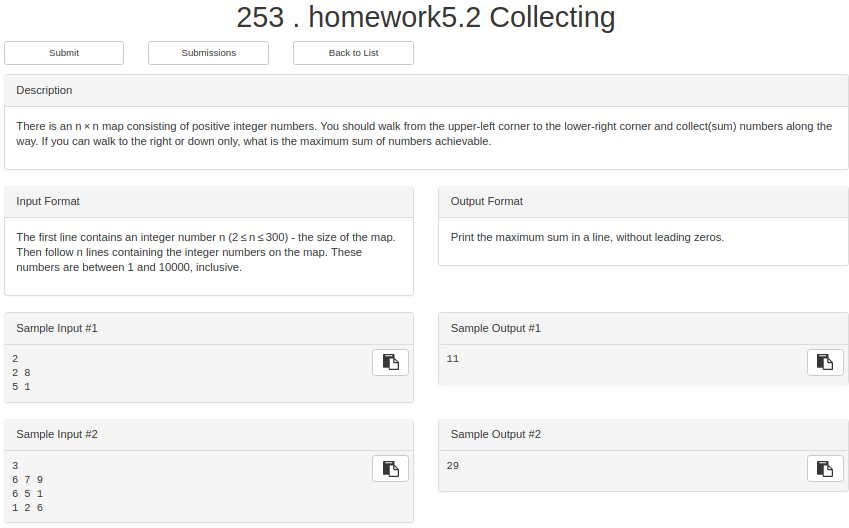 253 . homework5.2 Collecting
Submit
Submissions
Back to List
Description
There is an n × n map consisting of positive integer numbers. You should walk from the upper-left corner to the lower-right corner and collect(sum) numbers along the
way. If you can walk to the right or down only, what is the maximum sum of numbers achievable.
Input Format
The first line contains an integer number n (2 ≤ n ≤ 300) - the size of the map.
Then follow n lines containing the integer numbers on the map. These
numbers are between 1 and 10000, inclusive.
Output Format
Print the maximum sum in a line, without leading zeros.
Sample Input #1
2
2 8
5 1
Sample Output #1
11
Sample Input #2
3
6 7 9
6 5 1
1 2 6
Sample Output #2
29